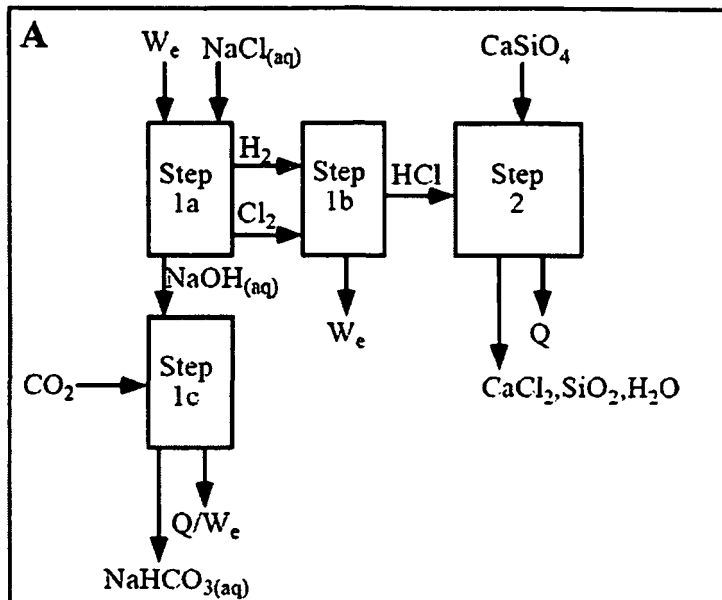 A
Wₑ NaCl(aq)
CaSiO₄
Step 1a
H₂
Cl₂
Step 1b
HCl
Step 2
NaOH(aq)
Wₑ
Q
CaCl₂,SiO₂,H₂O
CO₂
Step 1c
Q/Wₑ
NaHCO₃(aq)